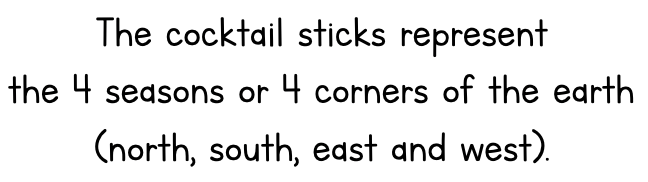 The cocktail sticks represent
the 4 seasons or 4 corners of the earth
(north, south, east and west).